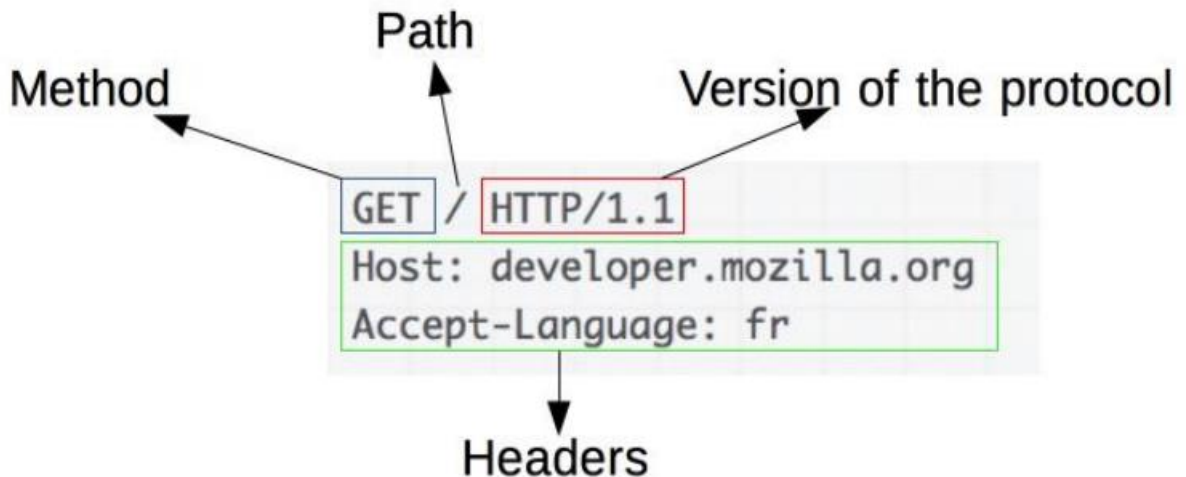 Path
Method
Version of the protocol
GET / HTTP/1.1
Host: developer.mozilla.org
Accept-Language: fr
Headers